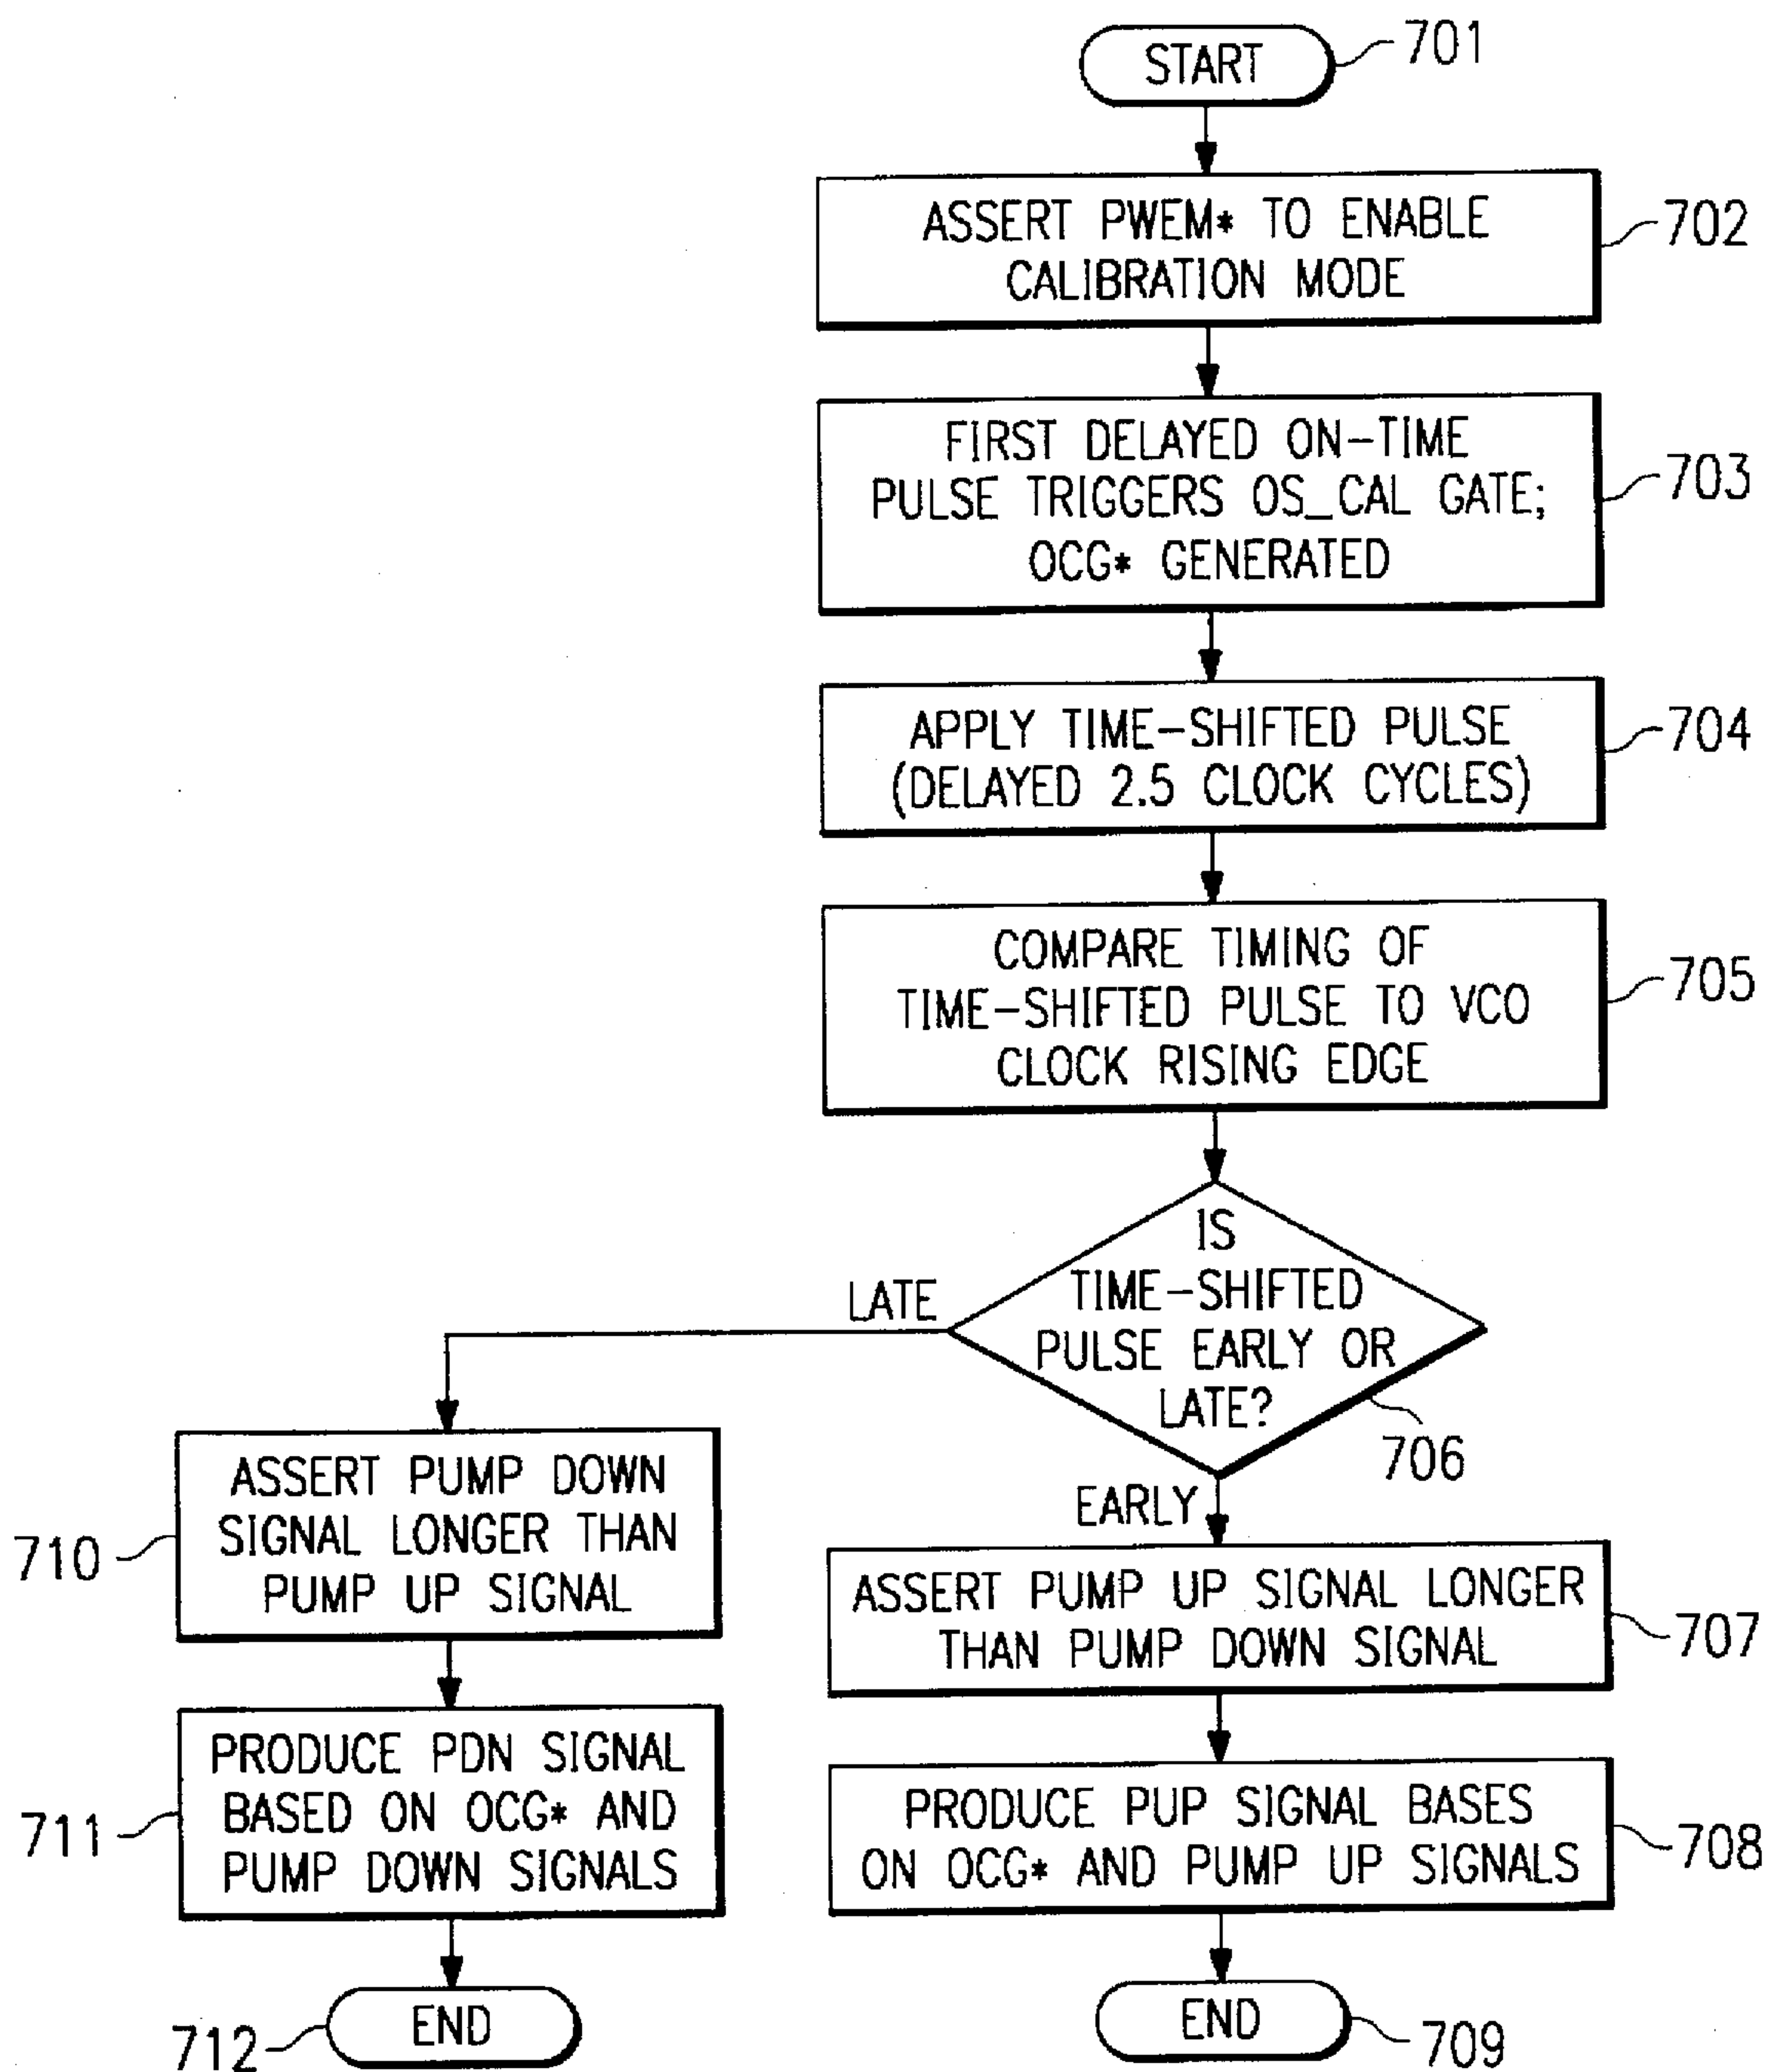 START
701
ASSERT PWEM* TO ENABLE
CALIBRATION MODE
702
FIRST DELAYED ON-TIME
PULSE TRIGGERS OS_CAL GATE;
OCG* GENERATED
703
APPLY TIME-SHIFTED PULSE
(DELAYED 2.5 CLOCK CYCLES)
704
COMPARE TIMING OF
TIME-SHIFTED PULSE TO VCO
CLOCK RISING EDGE
705
IS
TIME-SHIFTED
PULSE EARLY OR
LATE?
706
LATE
EARLY
ASSERT PUMP DOWN
SIGNAL LONGER THAN
PUMP UP SIGNAL
710
PRODUCE PDN SIGNAL
BASED ON OCG* AND
PUMP DOWN SIGNALS
711
END
712
ASSERT PUMP UP SIGNAL LONGER
THAN PUMP DOWN SIGNAL
707
PRODUCE PUP SIGNAL BASES
ON OCG* AND PUMP UP SIGNALS
708
END
709